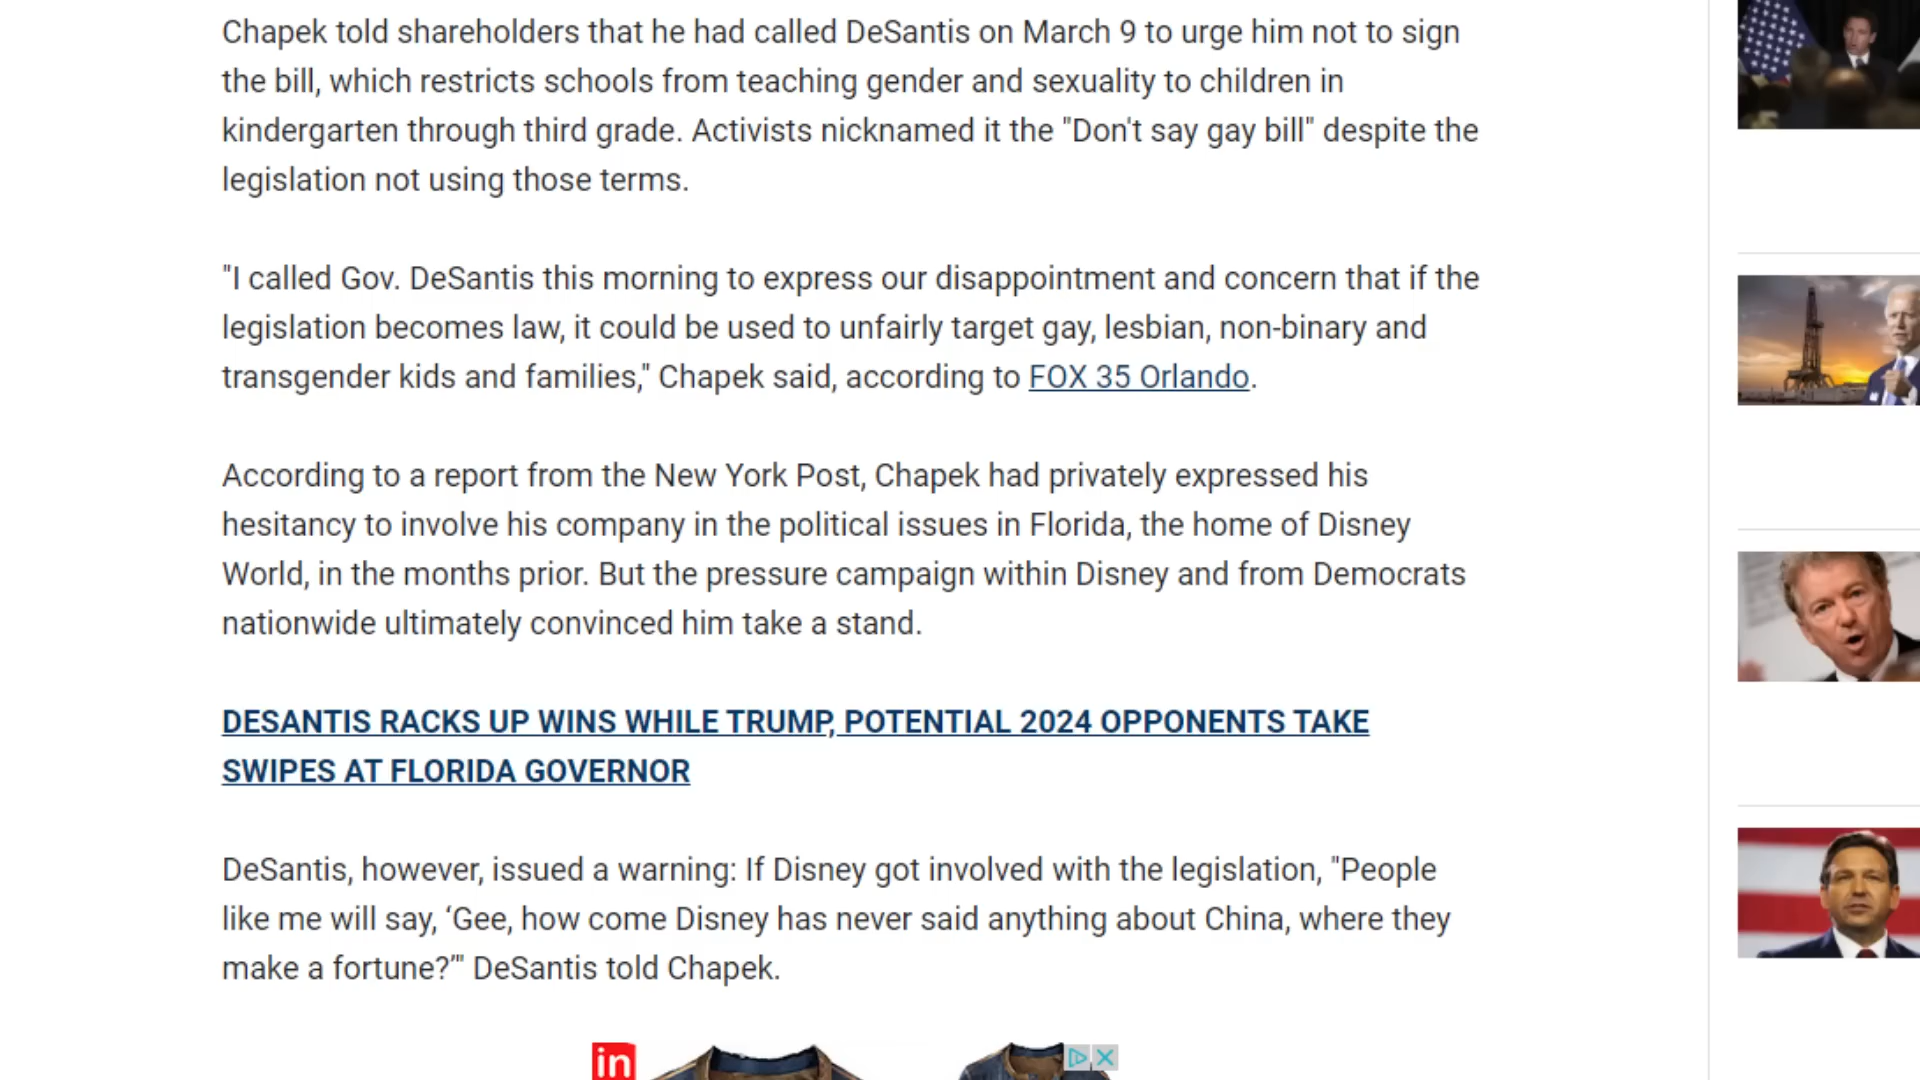 Chapek told shareholders that he had called DeSantis on March 9 to urge him not to sign
the bill, which restricts schools from teaching gender and sexuality to children in
kindergarten through third grade. Activists nicknamed it the "Don't say gay bill" despite the
legislation not using those terms.
"I called Gov. DeSantis this morning to express our disappointment and concern that if the
legislation becomes law, it could be used to unfairly target gay, lesbian, non-binary and
transgender kids and families," Chapek said, according to FOX 35 Orlando.
According to a report from the New York Post, Chapek had privately expressed his
hesitancy to involve his company in the political issues in Florida, the home of Disney
World, in the months prior. But the pressure campaign within Disney and from Democrats
nationwide ultimately convinced him take a stand.
DESANTIS RACKS UP WINS WHILE TRUMP, POTENTIAL 2024 OPPONENTS TAKE
SWIPES AT FLORIDA GOVERNOR
DeSantis, however, issued a warning: If Disney got involved with the legislation, "People
like me will say, ‘Gee, how come Disney has never said anything about China, where they
make a fortune?’" DeSantis told Chapek.
in